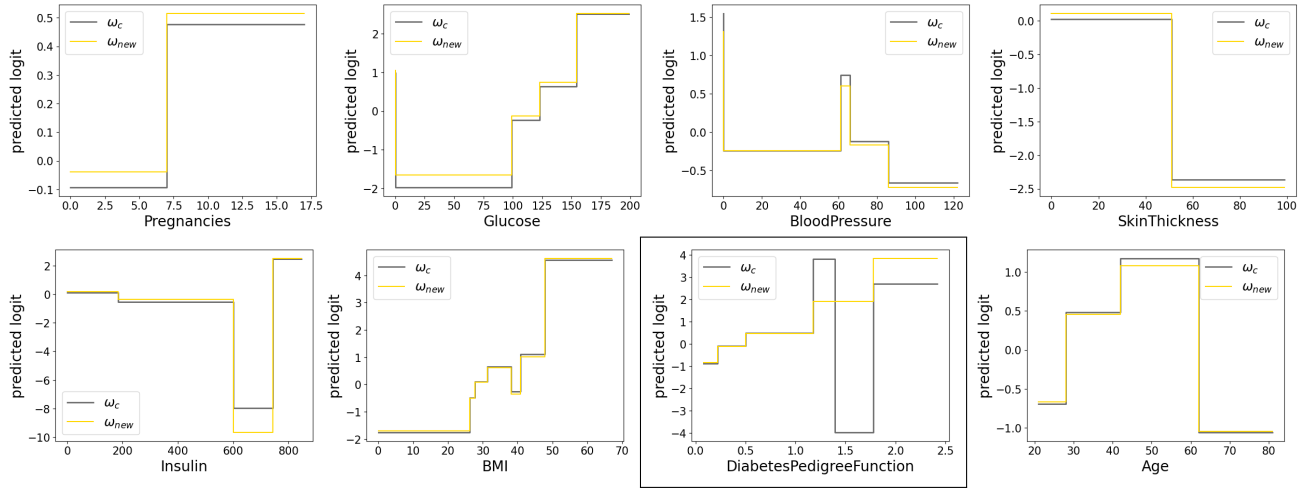 predicted logit
0.5
0.4
0.3
0.2
0.1
0.0
−0.1
ω_c
ω_new
0.0 2.5 5.0 7.5 10.0 12.5 15.0 17.5
Pregnancies
predicted logit
2
1
0
−1
−2
ω_c
ω_new
0 25 50 75 100 125 150 175 200
Glucose
predicted logit
1.5
1.0
0.5
0.0
−0.5
ω_c
ω_new
0 20 40 60 80 100 120
BloodPressure
predicted logit
0.0
−0.5
−1.0
−1.5
−2.0
−2.5
ω_c
ω_new
0 20 40 60 80 100
SkinThickness
predicted logit
2
0
−2
−4
−6
−8
−10
ω_c
ω_new
0 200 400 600 800
Insulin
predicted logit
4
3
2
1
0
−1
−2
ω_c
ω_new
0 10 20 30 40 50 60 70
BMI
predicted logit
4
3
2
1
0
−1
−2
−3
−4
ω_c
ω_new
0.0 0.5 1.0 1.5 2.0 2.5
DiabetesPedigreeFunction
predicted logit
1.0
0.5
0.0
−0.5
−1.0
ω_c
ω_new
20 30 40 50 60 70 80
Age